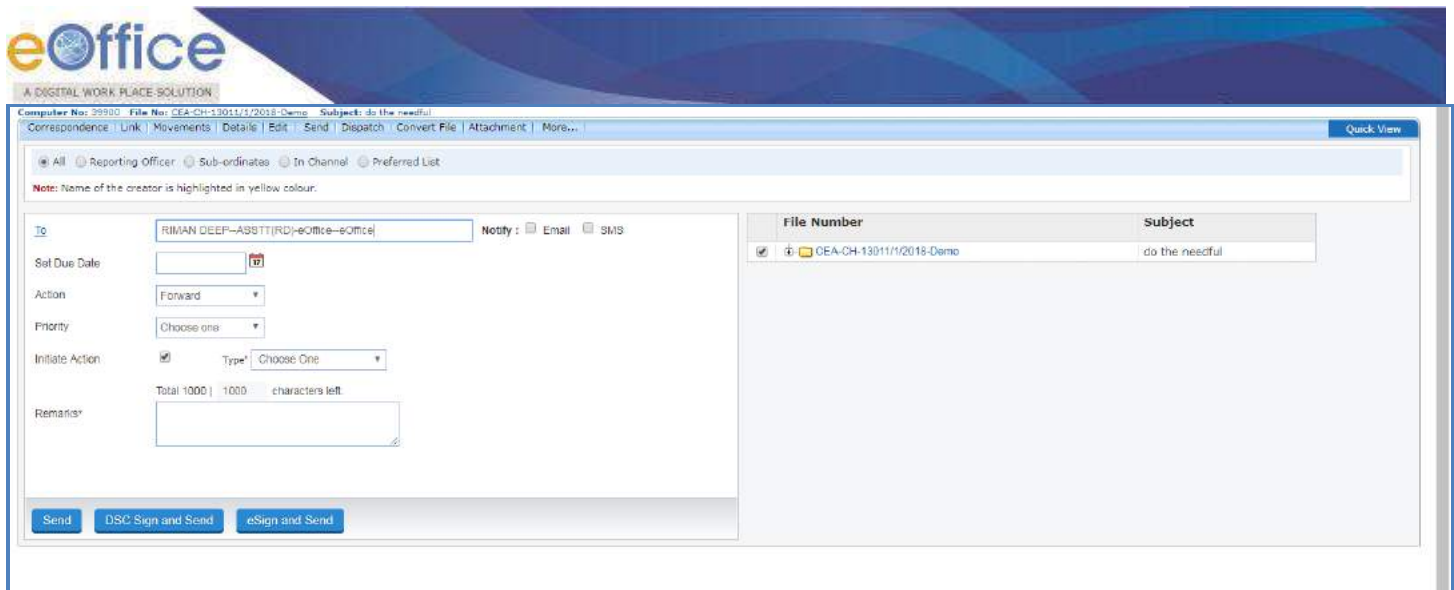 eOffice
A DIGITAL WORK PLACE SOLUTION
Computer No: 39900 File No: CEA-CH-13011/1/2018-Demo Subject: do the needful
Correspondence | Link | Movements | Details | Edit | Send | Dispatch | Convert File | Attachment | More... |
Quick View
All Reporting Officer Sub-ordinates In Channel Preferred List
Note: Name of the creator is highlighted in yellow colour.
To RIMAN DEEP--ASSTT(RD)-eOffice--eOffice Notify : Email SMS
Set Due Date 17
Action Forward
Priority Choose one
Initiate Action Type* Choose One
Total 1000 | 1000 characters left.
Remarks*
Send DSC Sign and Send eSign and Send
File Number Subject
CEA-CH-13011/1/2018-Demo do the needful